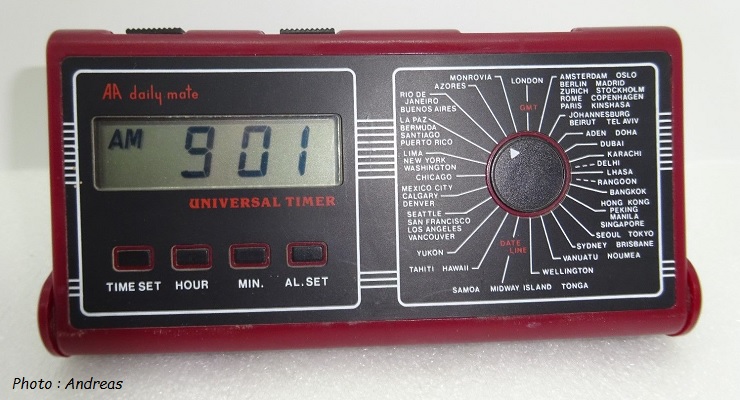 AA daily mate
AM 9 01
UNIVERSAL TIMER
TIME SET HOUR MIN. AL.SET
MONROVIA
AZORES
RIO DE
JANEIRO
BUENOS AIRES
LA PAZ
BERMUDA
SANTIAGO
PUERTO RICO
LIMA
NEW YORK
WASHINGTON
CHICAGO
MEXICO CITY
CALGARY
DENVER
SEATTLE
SAN FRANCISCO
LOS ANGELES
VANCOUVER
YUKON
TAHITI HAWAII
SAMOA MIDWAY ISLAND TONGA
LONDON
GMT
AMSTERDAM OSLO
BERLIN MADRID
ZURICH STOCKHOLM
ROME COPENHAGEN
PARIS KINSHASA
JOHANNESBURG
BEIRUT TEL AVIV
ADEN DOHA
DUBAI
KARACHI
DELHI
LHASA
RANGOON
BANGKOK
HONG KONG
PEKING
MANILA
SINGAPORE
SEOUL TOKYO
SYDNEY BRISBANE
VANUATU NOUMEA
WELLINGTON
DATE
LINE
Photo : Andreas